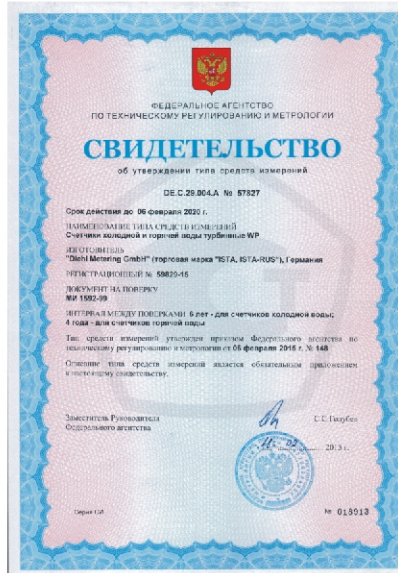 ФЕДЕРАЛЬНОЕ АГЕНТСТВО
ПО ТЕХНИЧЕСКОМУ РЕГУЛИРОВАНИЮ И МЕТРОЛОГИИ
СВИДЕТЕЛЬСТВО
об утверждении типа средств измерений
DE.C.29.004.A № 57827
Срок действия до 06 февраля 2020 г.
НАИМЕНОВАНИЕ ТИПА СРЕДСТВ ИЗМЕРЕНИЙ
Счетчики холодной и горячей воды турбинные WP
ИЗГОТОВИТЕЛЬ
"Diehl Metering GmbH" (торговая марка "ISTA, ISTA-RUS"), Германия
РЕГИСТРАЦИОННЫЙ № 59820-15
ДОКУМЕНТ НА ПОВЕРКУ
МИ 1592-99
ИНТЕРВАЛ МЕЖДУ ПОВЕРКАМИ 6 лет - для счетчиков холодной воды;
4 года - для счетчиков горячей воды
Тип средств измерений утвержден приказом Федерального агентства по
техническому регулированию и метрологии от 06 февраля 2015 г. № 148
Описание типа средств измерений является обязательным приложением
к настоящему свидетельству.
Заместитель Руководителя
Федерального агентства
С.С. Голубев
2015 г.
Серия СИ
№ 018913